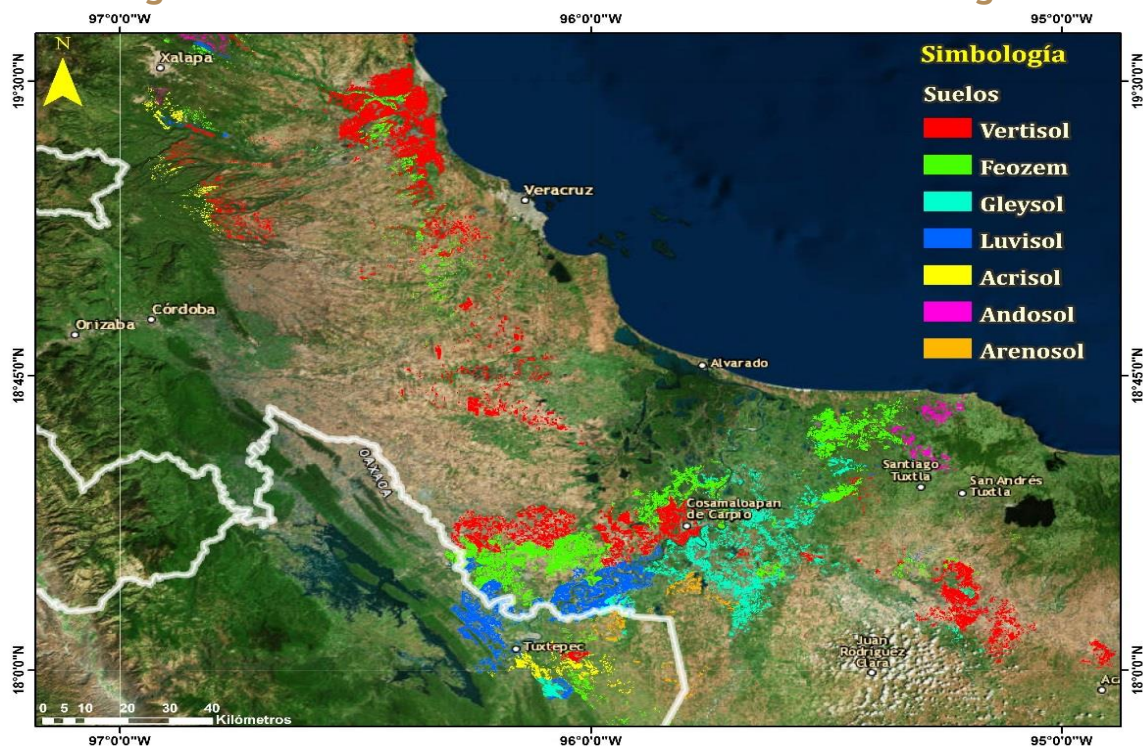 97°0'0"W 96°0'0"W 95°0'0"W
N
Xalapa
19°30'0"N
19°30'0"N
Simbología
Suelos
Vertisol
Feozem
Gleysol
Luvisol
Acrisol
Andosol
Arenosol
Veracruz
Córdoba
Orizaba
Alvarado
18°45'0"N
18°45'0"N
OAXACA
Santiago
Tuxtla
San Andrés
Tuxtla
Cosamaloapan
de Carpio
Tuxtepec
Juan
Rodríguez
Clara
18°0'0"N
18°0'0"N
0 5 10 20 30 40
Kilómetros
97°0'0"W 96°0'0"W 95°0'0"W